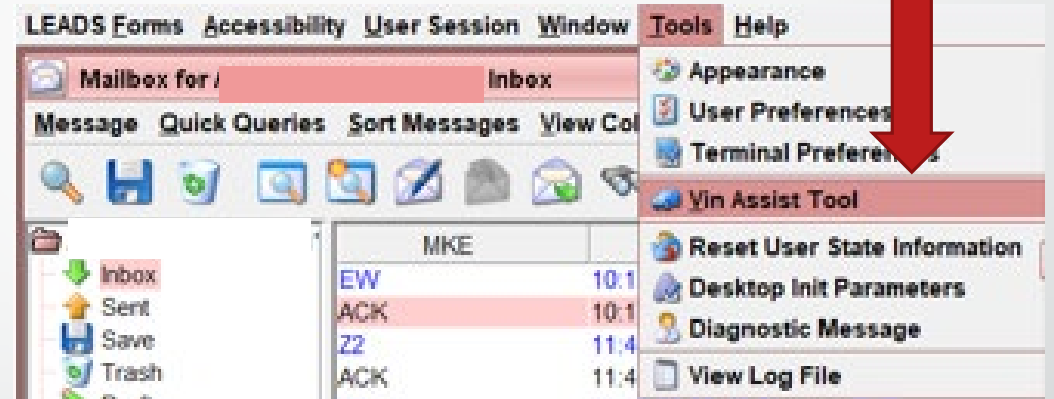 LEADS Forms Accessibility User Session Window Tools Help
Mailbox for Inbox
Message Quick Queries Sort Messages View Col
Appearance
User Preferences
Terminal Preferences
Vin Assist Tool
Reset User State Information
Desktop Init Parameters
Diagnostic Message
View Log File
Inbox
Sent
Save
Trash
MKE
EW 10:1
ACK 10:1
Z2 11:4
ACK 11:4